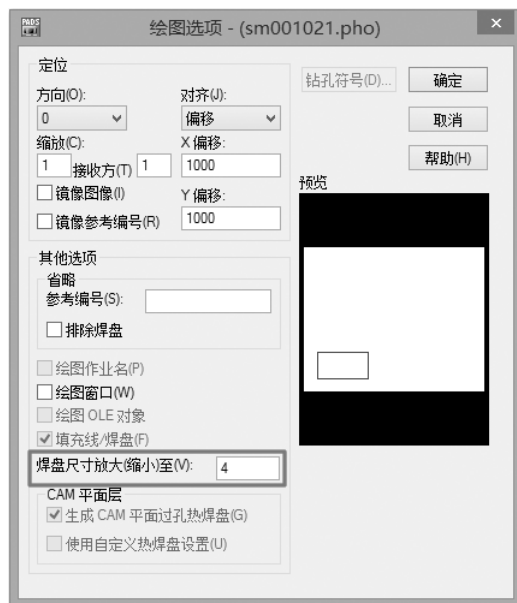 PADS
绘图选项 - (sm001021.pho)
定位
方向(O):
对齐(J):
0
偏移
缩放(C):
X 偏移:
1 接收方(T) 1
1000
镜像图像(I)
Y 偏移:
镜像参考编号(R)
1000
钻孔符号(D)...
确定
取消
帮助(H)
预览
其他选项
省略
参考编号(S):
排除焊盘
绘图作业名(P)
绘图窗口(W)
绘图 OLE 对象
填充线/焊盘(F)
焊盘尺寸放大(缩小)至(V): 4
CAM 平面层
生成 CAM 平面过孔热焊盘(G)
使用自定义热焊盘设置(U)